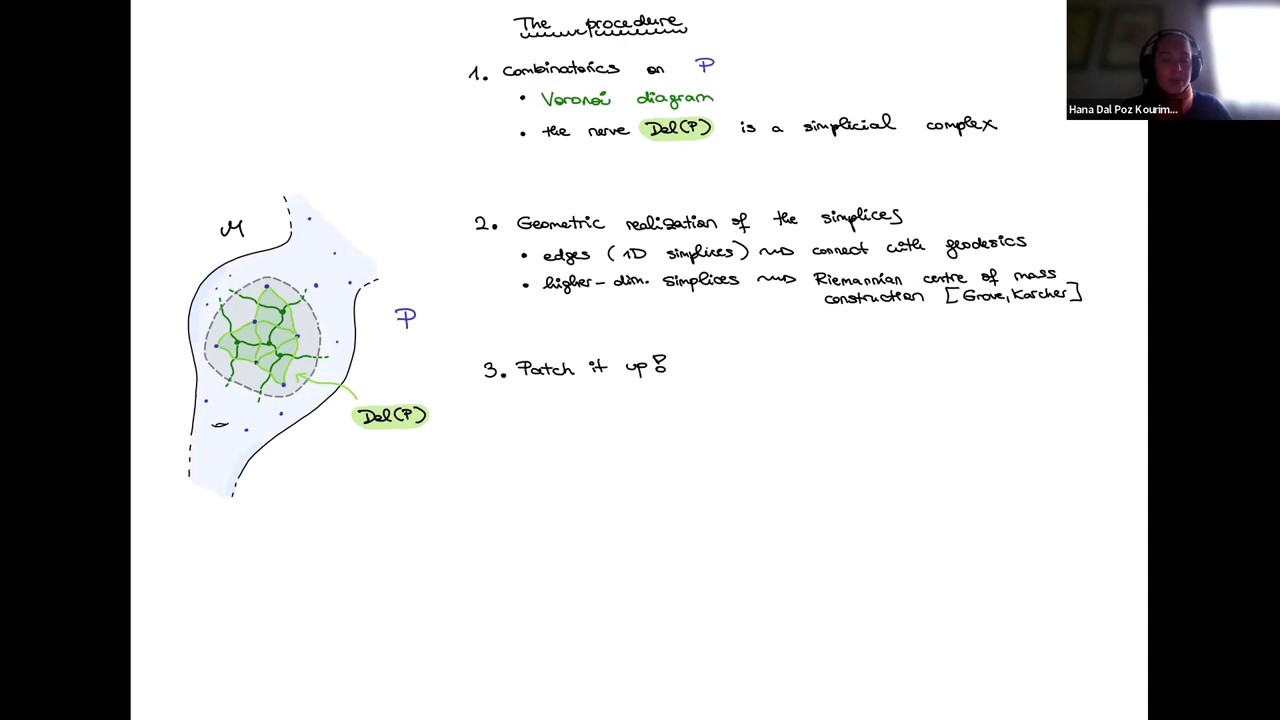 The procedure
1. Combinatorics on P
• Voronoi diagram
• the nerve Del(P) is a simplicial complex
2. Geometric realization of the simplices
• edges (1D simplices) ⇝ connect with geodesics
• higher-dim. simplices ⇝ Riemannian centre of mass
construction [Grove, Karcher]
3. Patch it up!
M
P
Del(P)
Hana Dal Poz Kourim...